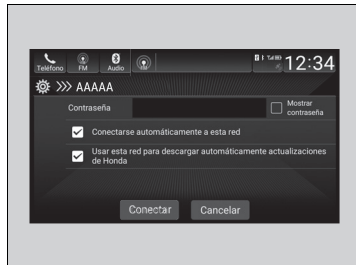 Teléfono
FM
Audio
12:34
AAAAA
Contraseña
Mostrar
contraseña
Conectarse automáticamente a esta red
Usar esta red para descargar automáticamente actualizaciones
de Honda
Conectar
Cancelar